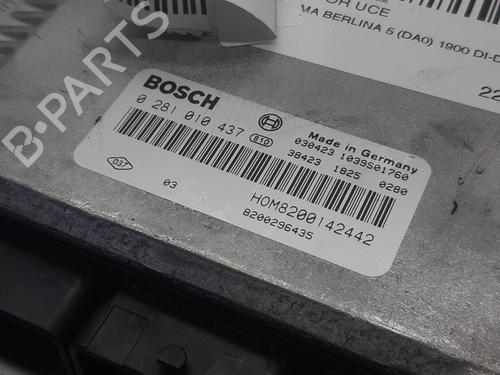 OR UCE
MA BERLINA 5 (DA0) 1900 DI-D
22
BOSCH
0 281 010 437
810
Made in Germany
030423 1039S01760
38423 1825 0280
D37
03
HOM8200142442
8200296435
B-PARTS